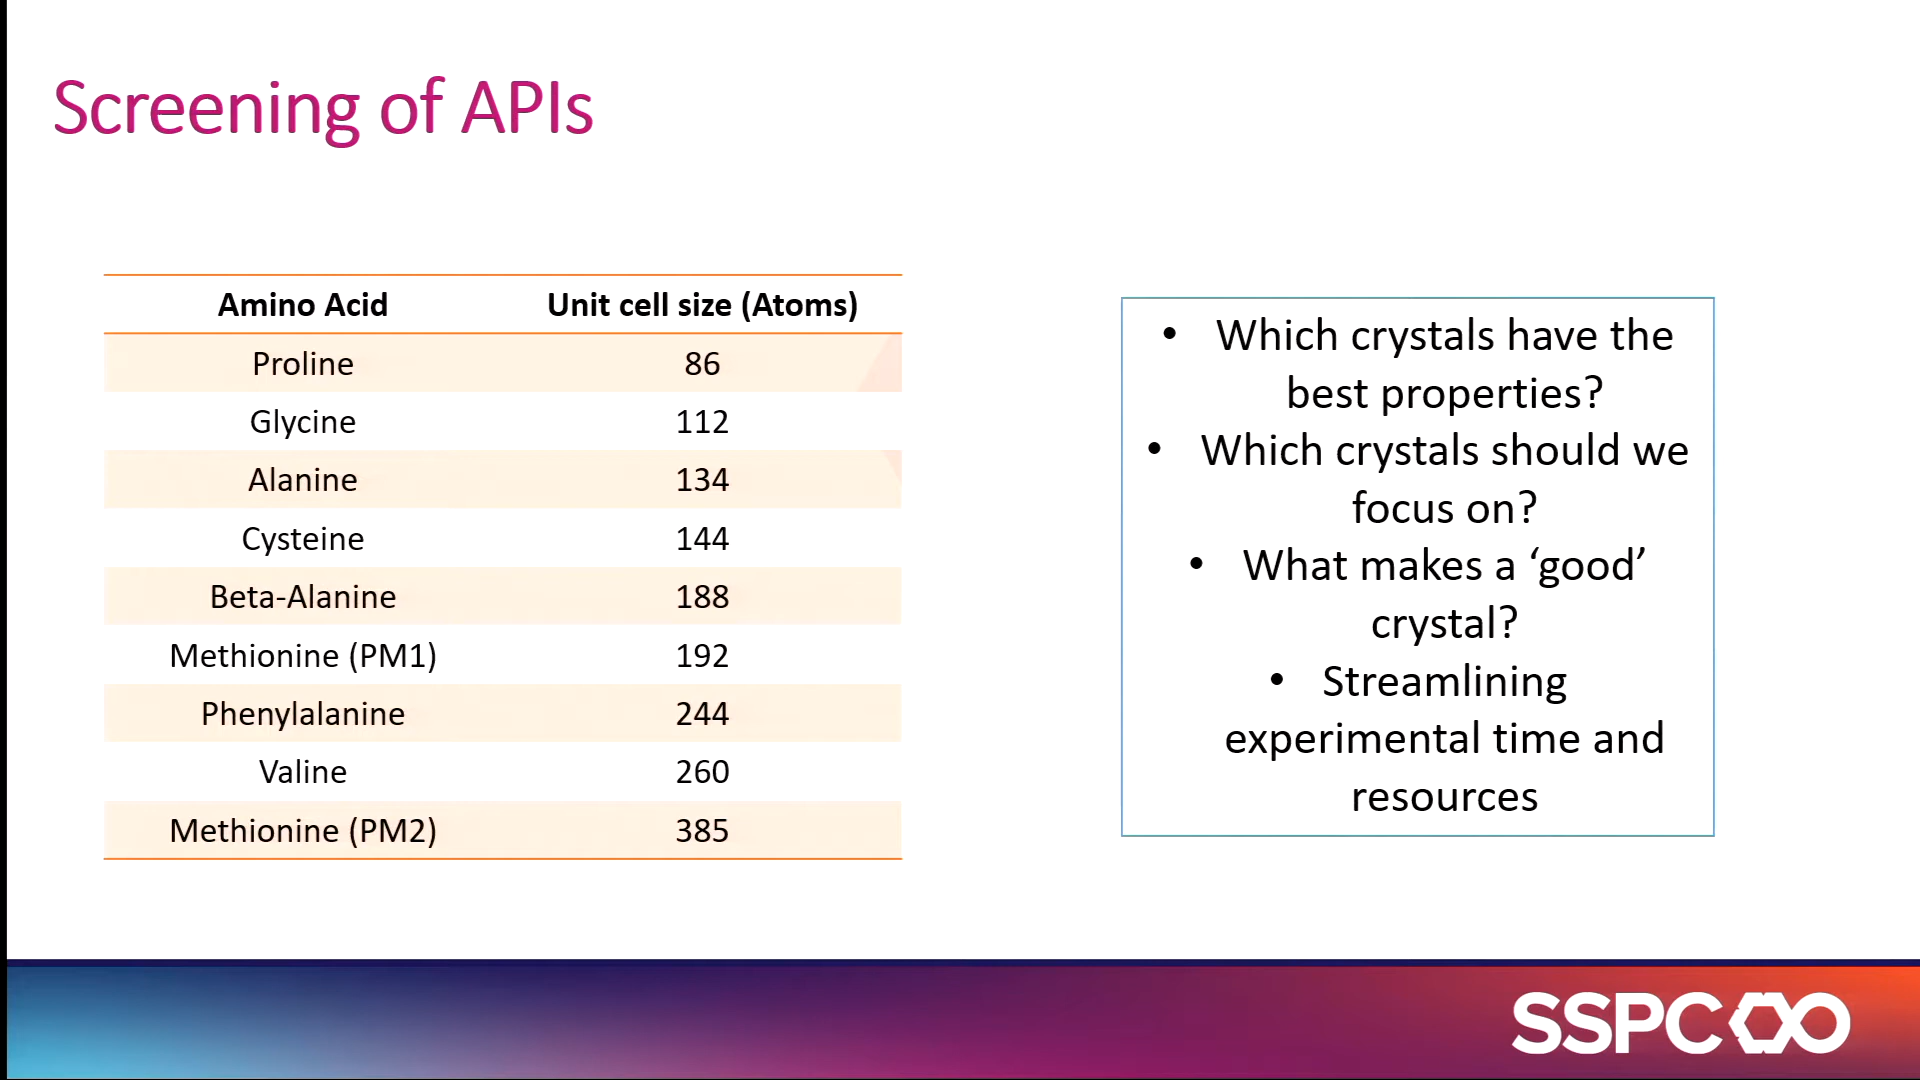 Screening of APIs
Amino Acid Unit cell size (Atoms)
Proline 86
Glycine 112
Alanine 134
Cysteine 144
Beta-Alanine 188
Methionine (PM1) 192
Phenylalanine 244
Valine 260
Methionine (PM2) 385
• Which crystals have the
best properties?
• Which crystals should we
focus on?
• What makes a ‘good’
crystal?
• Streamlining
experimental time and
resources
SSPC